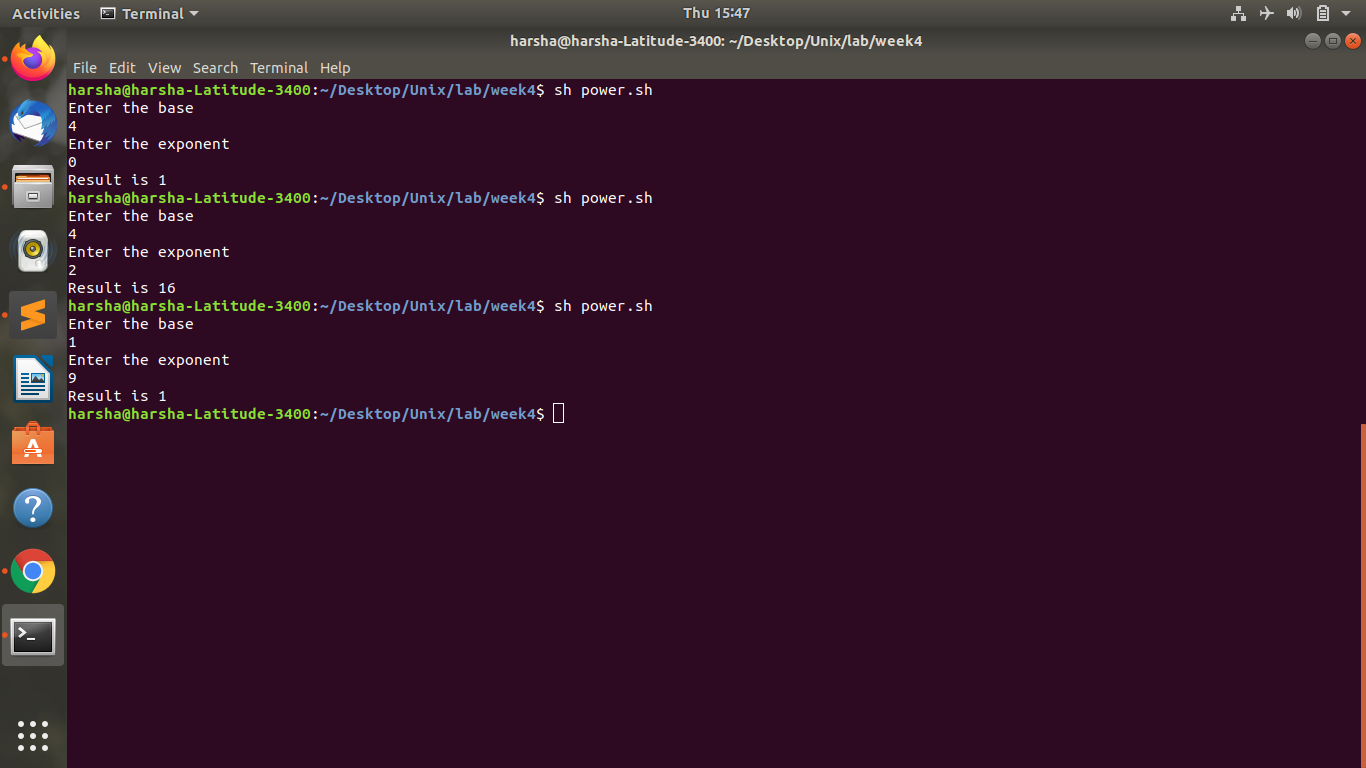 Activities Terminal Thu 15:47
harsha@harsha-Latitude-3400: ~/Desktop/Unix/lab/week4
File Edit View Search Terminal Help
harsha@harsha-Latitude-3400:~/Desktop/Unix/lab/week4$ sh power.sh
Enter the base
4
Enter the exponent
0
Result is 1
harsha@harsha-Latitude-3400:~/Desktop/Unix/lab/week4$ sh power.sh
Enter the base
4
Enter the exponent
2
Result is 16
harsha@harsha-Latitude-3400:~/Desktop/Unix/lab/week4$ sh power.sh
Enter the base
1
Enter the exponent
9
Result is 1
harsha@harsha-Latitude-3400:~/Desktop/Unix/lab/week4$